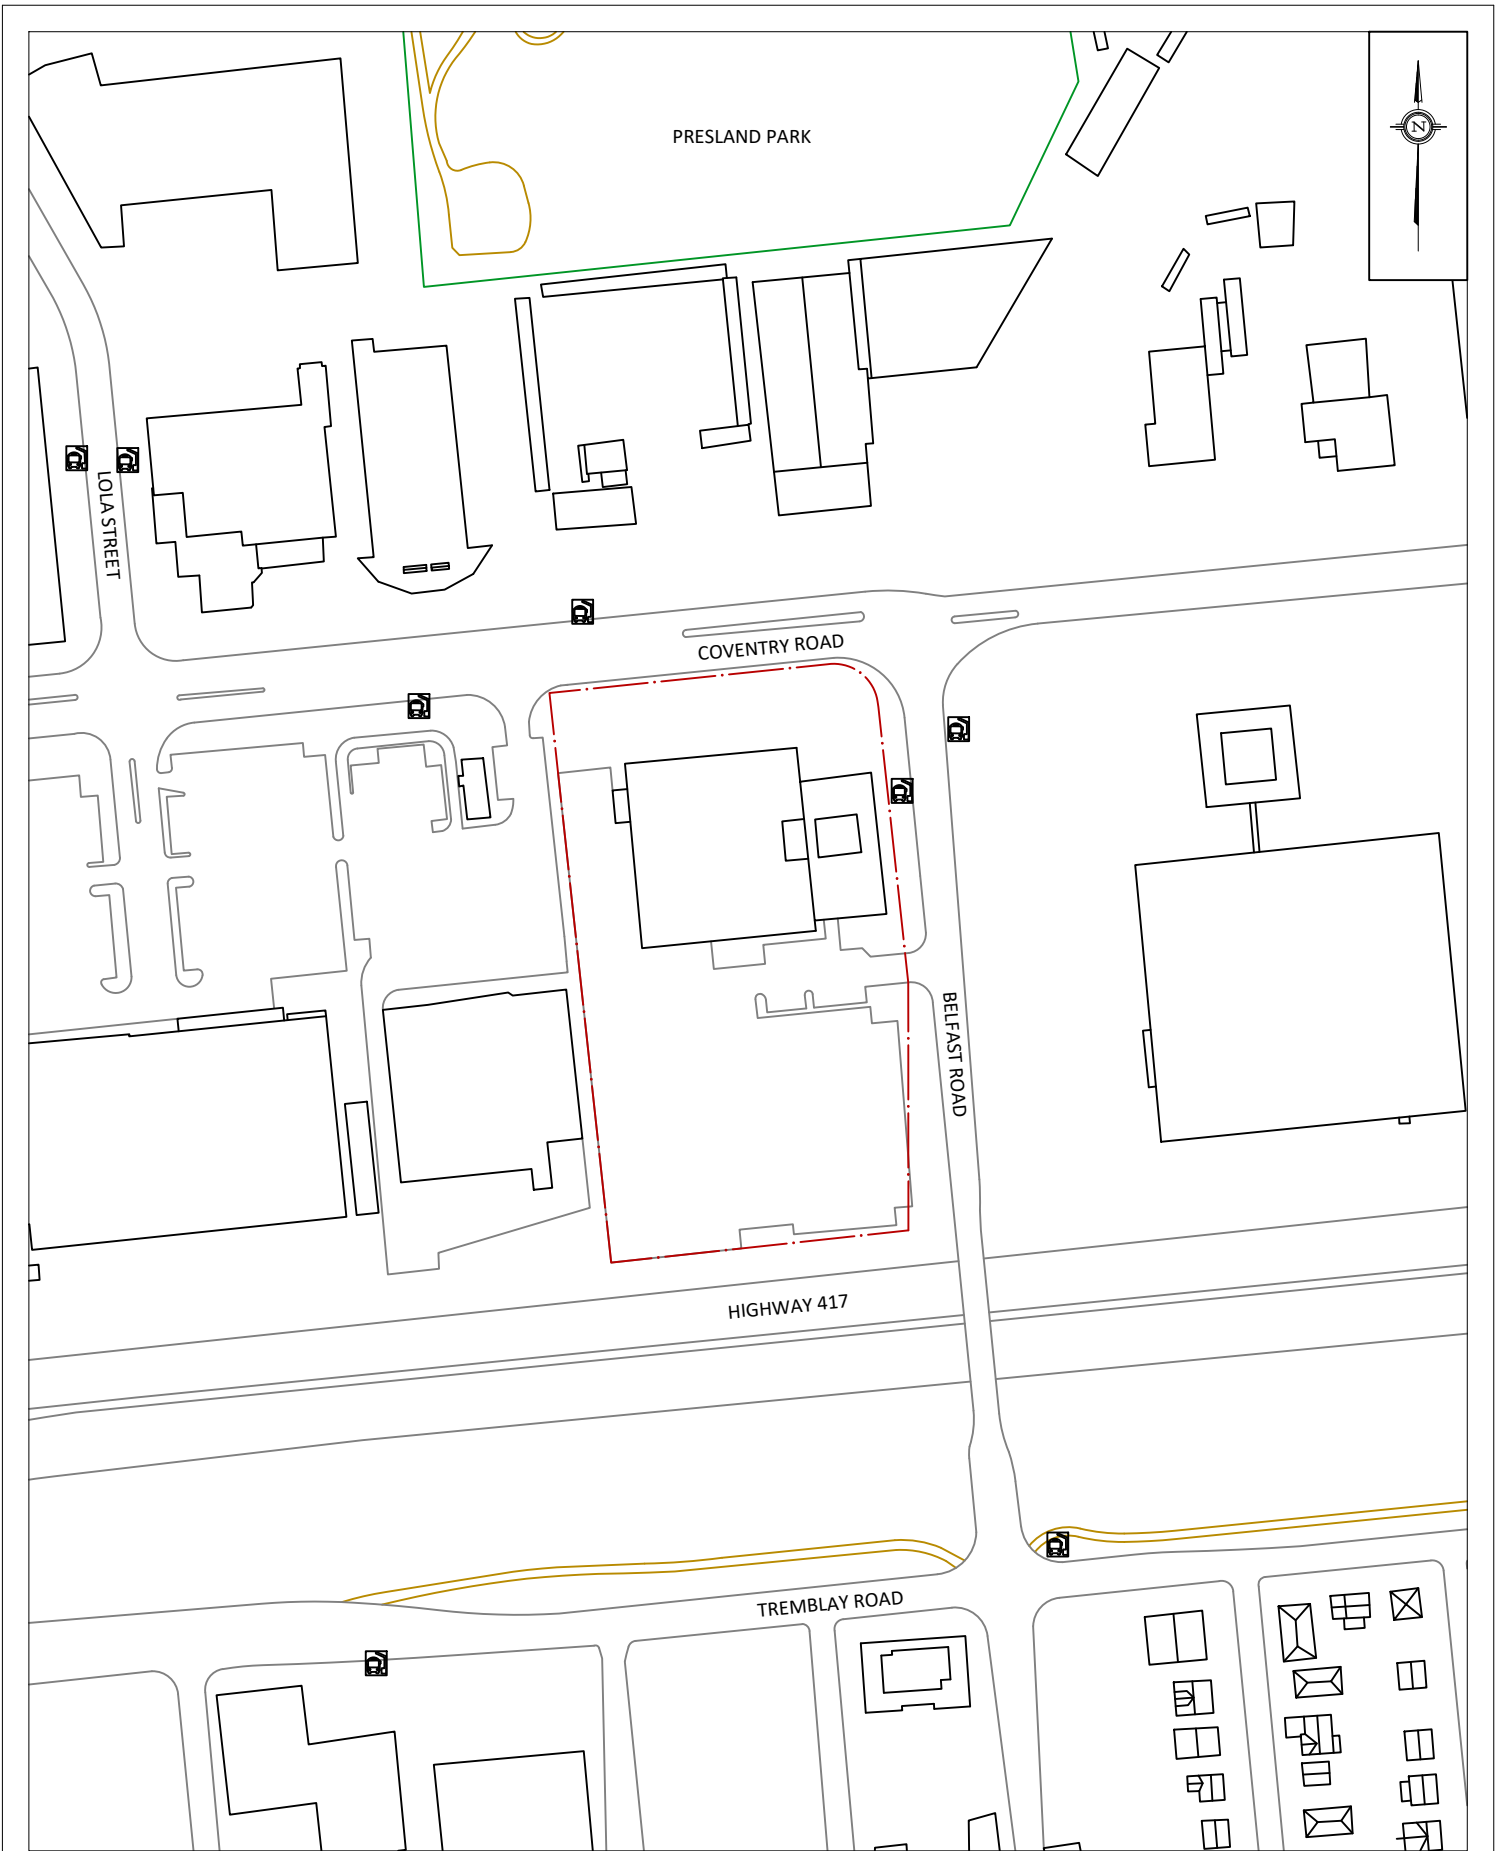 PRESLAND PARK
N
LOLA STREET
COVENTRY ROAD
BELFAST ROAD
HIGHWAY 417
TREMBLAY ROAD